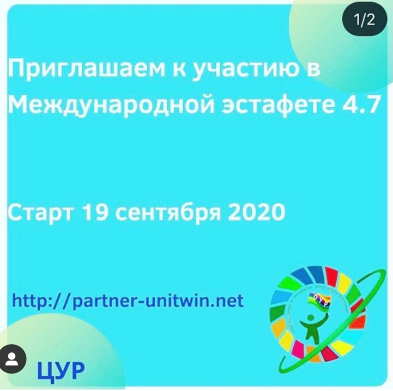 1/2
Приглашаем к участию в
Международной эстафете 4.7
Старт 19 сентября 2020
http://partner-unitwin.net
ЦУР